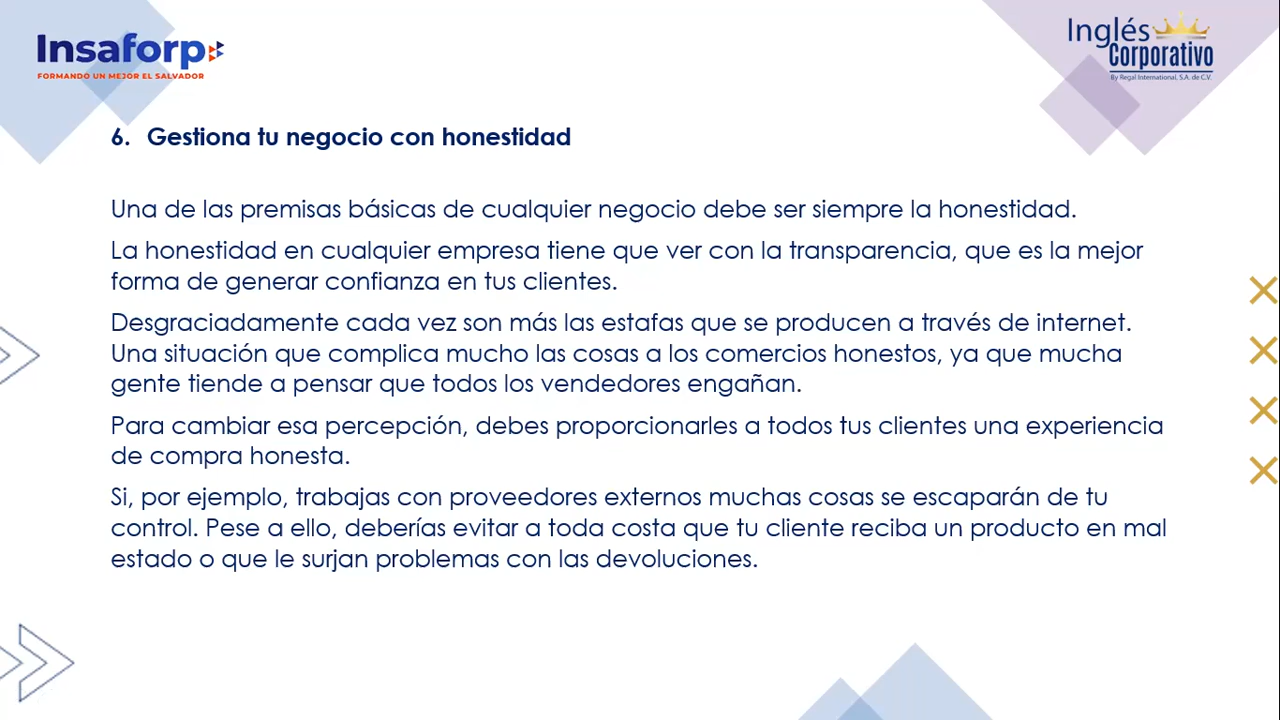 Insaforp
FORMANDO UN MEJOR EL SALVADOR
Inglés
Corporativo
By Regal International, S.A. de C.V.
6. Gestiona tu negocio con honestidad
Una de las premisas básicas de cualquier negocio debe ser siempre la honestidad.
La honestidad en cualquier empresa tiene que ver con la transparencia, que es la mejor
forma de generar confianza en tus clientes.
Desgraciadamente cada vez son más las estafas que se producen a través de internet.
Una situación que complica mucho las cosas a los comercios honestos, ya que mucha
gente tiende a pensar que todos los vendedores engañan.
Para cambiar esa percepción, debes proporcionarles a todos tus clientes una experiencia
de compra honesta.
Si, por ejemplo, trabajas con proveedores externos muchas cosas se escaparán de tu
control. Pese a ello, deberías evitar a toda costa que tu cliente reciba un producto en mal
estado o que le surjan problemas con las devoluciones.